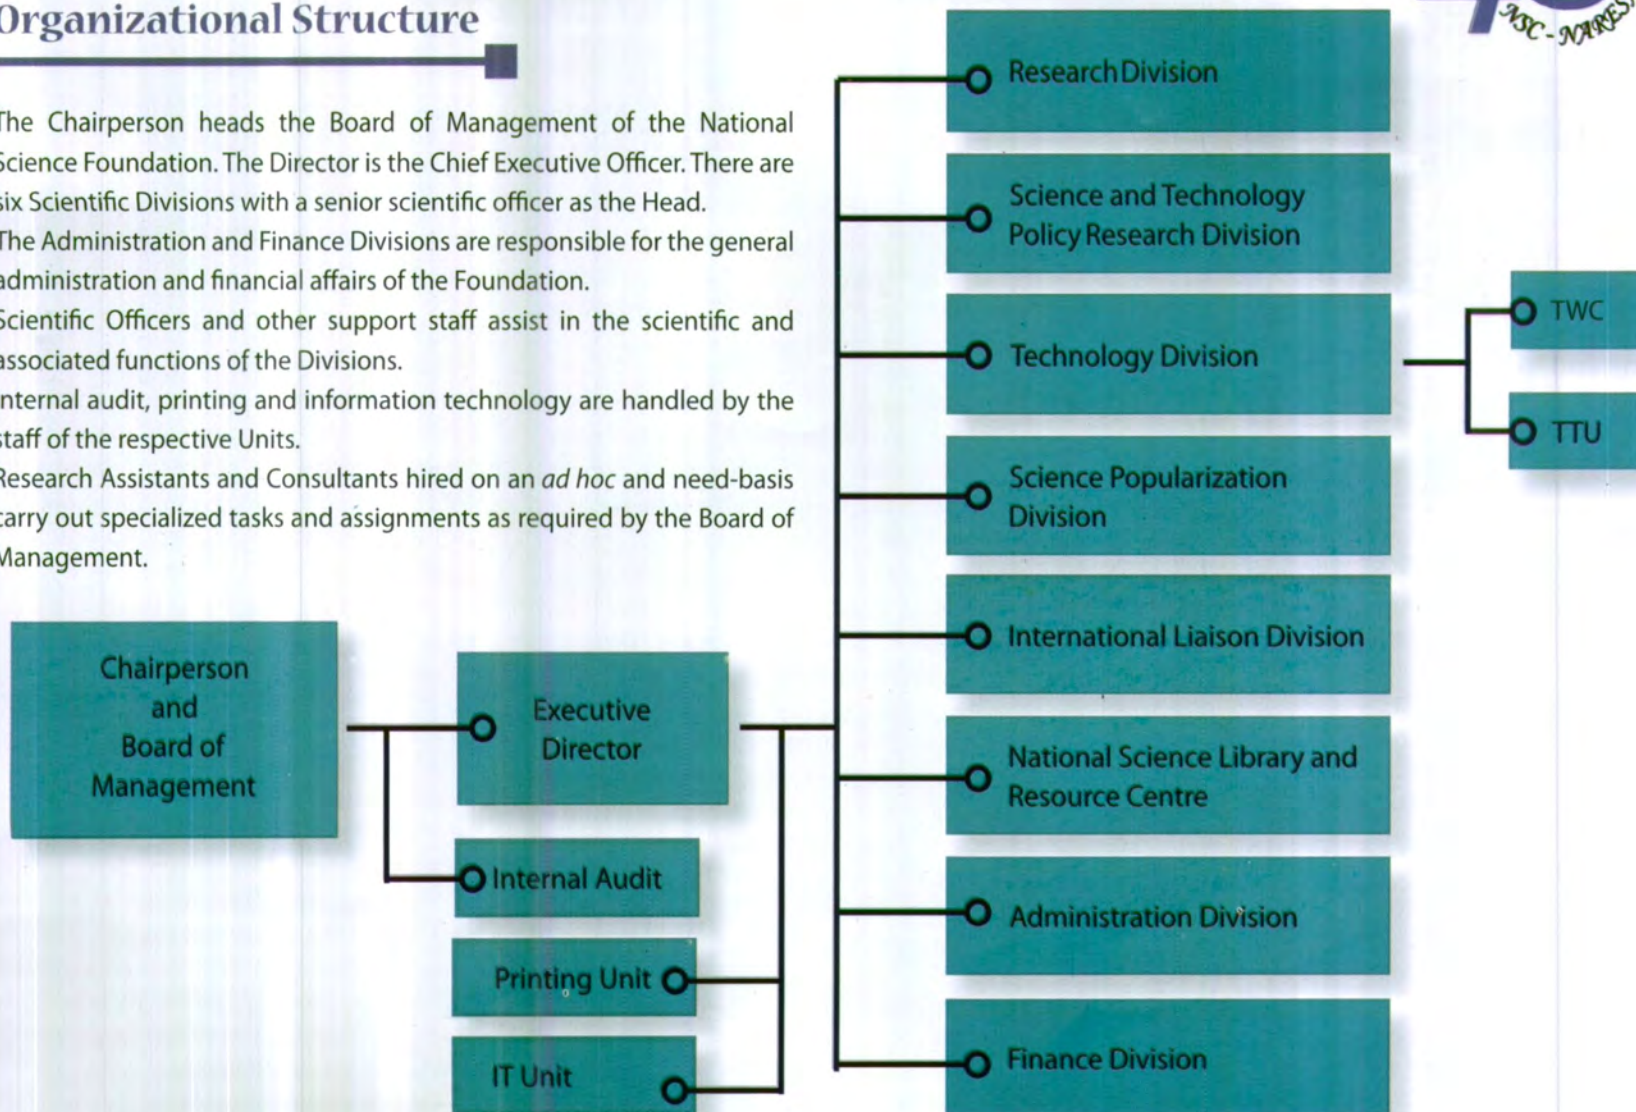 Organizational Structure
The Chairperson heads the Board of Management of the National
Science Foundation. The Director is the Chief Executive Officer. There are
six Scientific Divisions with a senior scientific officer as the Head.
The Administration and Finance Divisions are responsible for the general
administration and financial affairs of the Foundation.
Scientific Officers and other support staff assist in the scientific and
associated functions of the Divisions.
Internal audit, printing and information technology are handled by the
staff of the respective Units.
Research Assistants and Consultants hired on an ad hoc and need-basis
carry out specialized tasks and assignments as required by the Board of
Management.
Chairperson
and
Board of
Management
Executive
Director
Internal Audit
Printing Unit
IT Unit
Research Division
Science and Technology
Policy Research Division
Technology Division
Science Popularization
Division
International Liaison Division
National Science Library and
Resource Centre
Administration Division
Finance Division
TWC
TTU
NSC -